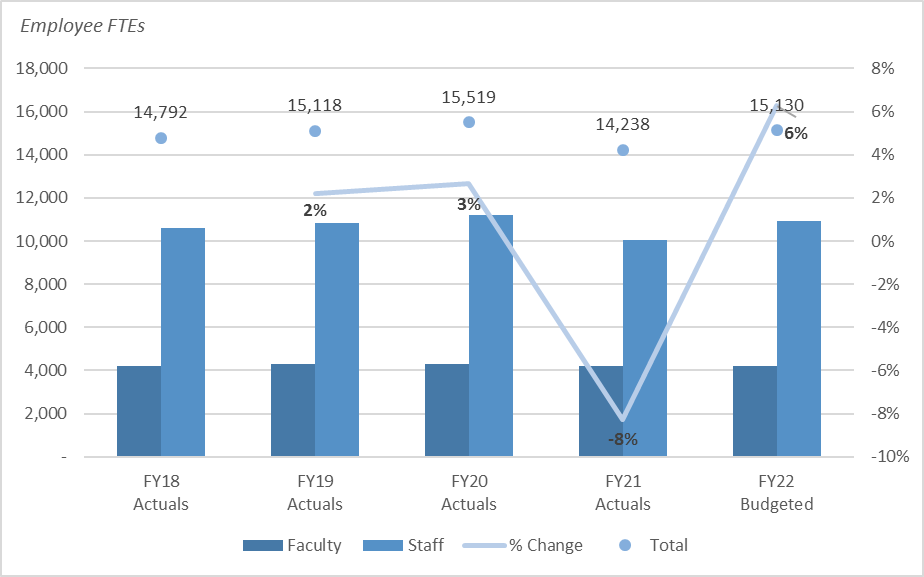 Employee FTEs
18,000
16,000
14,000
12,000
10,000
8,000
6,000
4,000
2,000
-
8%
6%
4%
2%
0%
-2%
-4%
-6%
-8%
-10%
14,792
15,118
15,519
14,238
15,130
2%
3%
-8%
6%
FY18
Actuals
FY19
Actuals
FY20
Actuals
FY21
Actuals
FY22
Budgeted
Faculty
Staff
% Change
Total